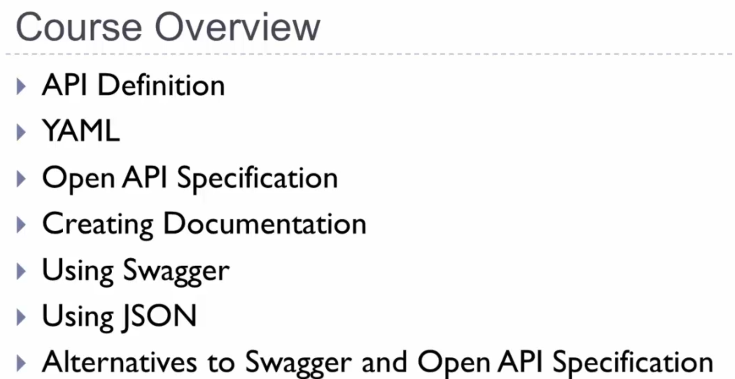 Course Overview
API Definition
YAML
Open API Specification
Creating Documentation
Using Swagger
Using JSON
Alternatives to Swagger and Open API Specification